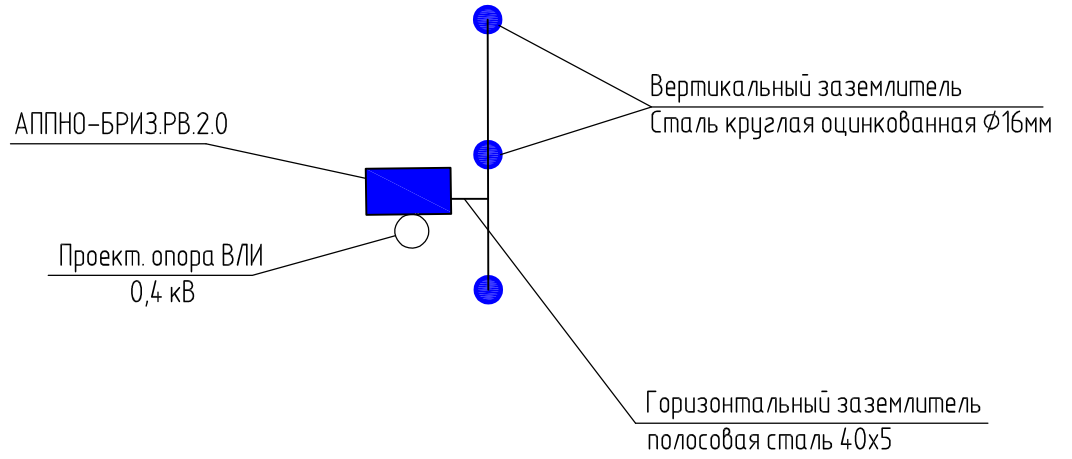 Вертикальный заземлитель
Сталь круглая оцинкованная Ф16мм
АППНО-БРИЗ.РВ.2.0
Проект. опора ВЛИ
0,4 кВ
Горизонтальный заземлитель
полосовая сталь 40х5